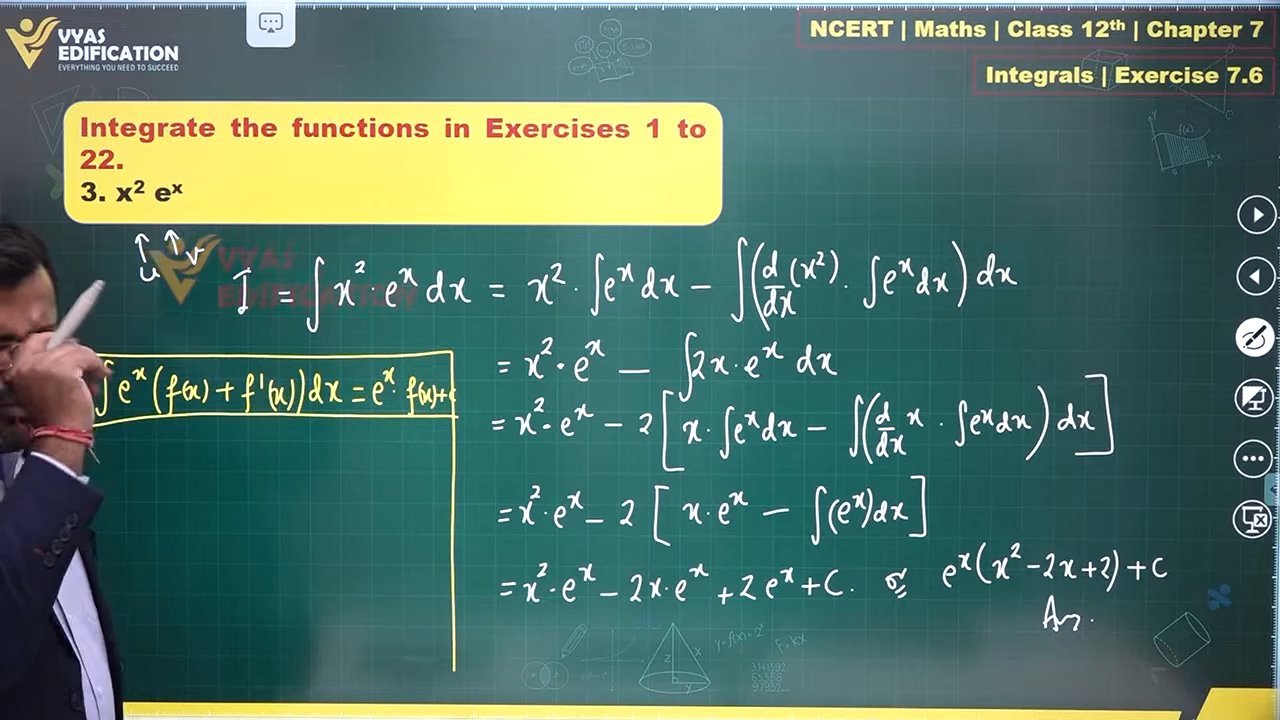 VYAS
EDIFICATION
EVERYTHING YOU NEED TO SUCCEED
NCERT | Maths | Class 12th | Chapter 7
Integrals | Exercise 7.6
Integrate the functions in Exercises 1 to
22.
3. x² eˣ
u v
I = ∫x²·eˣ dx = x²·∫eˣ dx − ∫(d/dx(x²)·∫eˣ dx) dx
= x²·eˣ − ∫2x·eˣ dx
∫eˣ(f(x) + f'(x))dx = eˣ·f(x)+c
= x²·eˣ − 2[x·∫eˣ dx − ∫(d/dx x·∫eˣ dx) dx]
= x²·eˣ − 2[x·eˣ − ∫(eˣ)dx]
= x²·eˣ − 2x·eˣ + 2eˣ + C. or eˣ(x² − 2x + 2) + C
Ans.